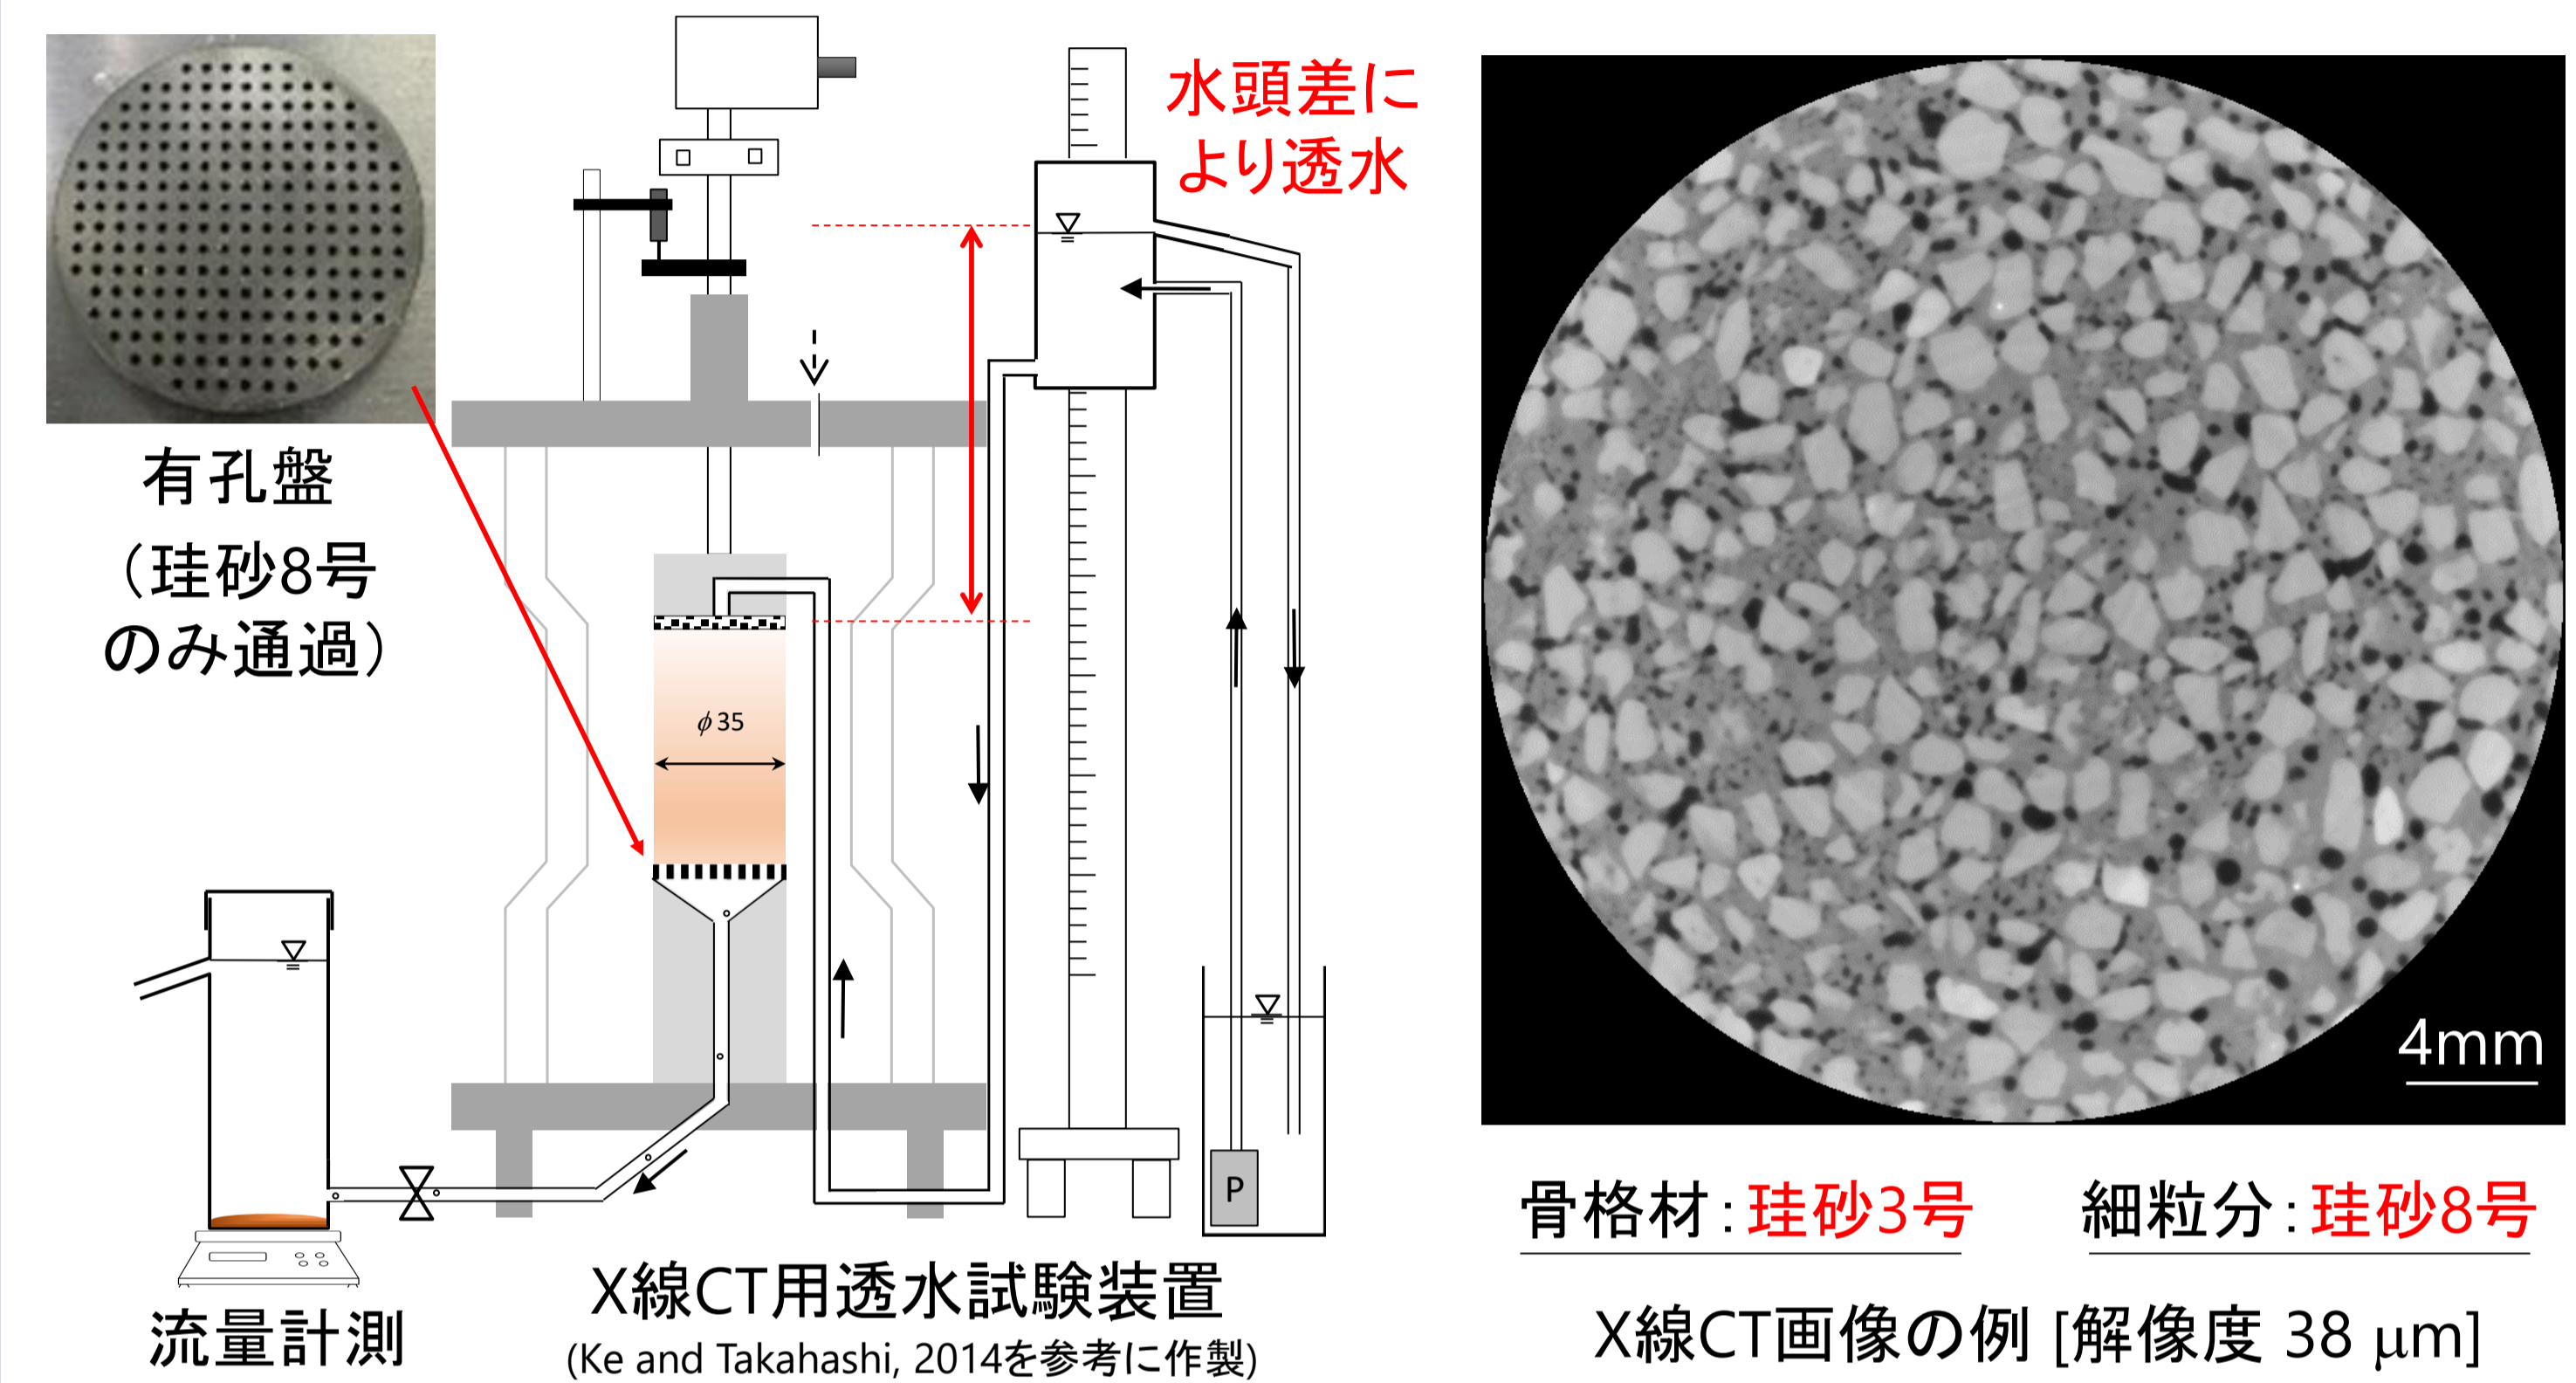 水頭差に
より透水
有孔盤
（珪砂8号
のみ通過）
ϕ 35
P
流量計測
X線CT用透水試験装置
(Ke and Takahashi, 2014を参考に作製)
4mm
骨格材：珪砂3号
細粒分：珪砂8号
X線CT画像の例 [解像度 38 μm]